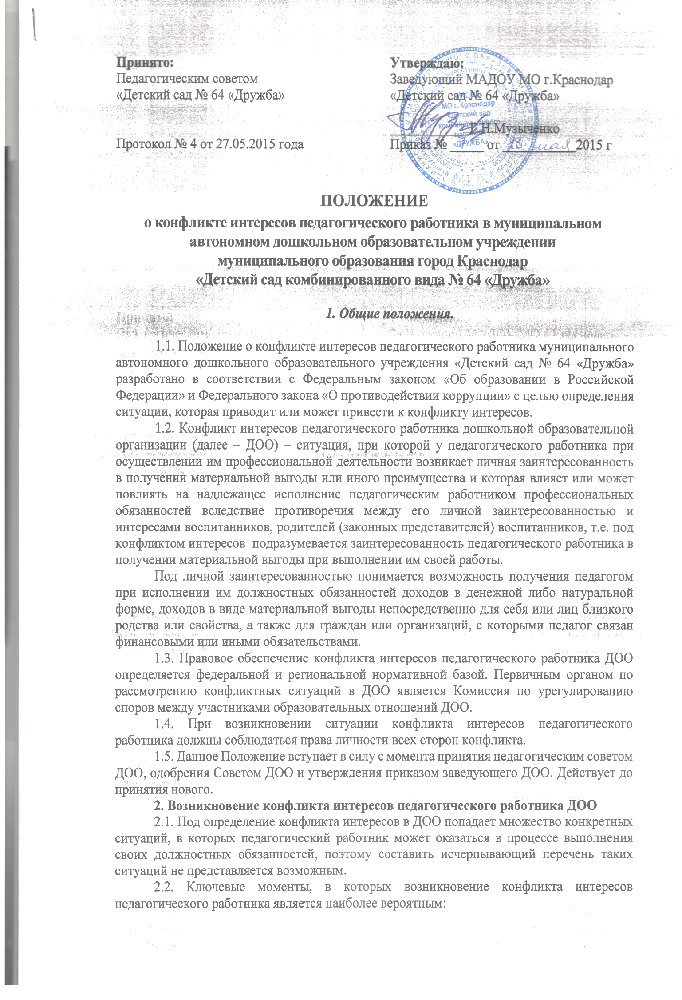 Принято:
Педагогическим советом
«Детский сад № 64 «Дружба»
Протокол № 4 от 27.05.2015 года
Утверждаю:
Заведующий МАДОУ МО г.Краснодар
«Детский сад № 64 «Дружба»
Н.Музыченко
Приказ № от мая 2015 г
МАДОУ
МО г. Краснодар
«Детский сад
комбинированного
вида
«ДРУЖБА»
ПОЛОЖЕНИЕ
о конфликте интересов педагогического работника в муниципальном
автономном дошкольном образовательном учреждении
муниципального образования город Краснодар
«Детский сад комбинированного вида № 64 «Дружба»
1. Общие положения.
1.1. Положение о конфликте интересов педагогического работника муниципального
автономного дошкольного образовательного учреждения «Детский сад № 64 «Дружба»
разработано в соответствии с Федеральным законом «Об образовании в Российской
Федерации» и Федерального закона «О противодействии коррупции» с целью определения
ситуации, которая приводит или может привести к конфликту интересов.
1.2. Конфликт интересов педагогического работника дошкольной образовательной
организации (далее – ДОО) – ситуация, при которой у педагогического работника при
осуществлении им профессиональной деятельности возникает личная заинтересованность
в получении материальной выгоды или иного преимущества и которая влияет или может
повлиять на надлежащее исполнение педагогическим работником профессиональных
обязанностей вследствие противоречия между его личной заинтересованностью и
интересами воспитанников, родителей (законных представителей) воспитанников, т.е. под
конфликтом интересов подразумевается заинтересованность педагогического работника в
получении материальной выгоды при выполнении им своей работы.
Под личной заинтересованностью понимается возможность получения педагогом
при исполнении им должностных обязанностей доходов в денежной либо натуральной
форме, доходов в виде материальной выгоды непосредственно для себя или лиц близкого
родства или свойства, а также для граждан или организаций, с которыми педагог связан
финансовыми или иными обязательствами.
1.3. Правовое обеспечение конфликта интересов педагогического работника ДОО
определяется федеральной и региональной нормативной базой. Первичным органом по
рассмотрению конфликтных ситуаций в ДОО является Комиссия по урегулированию
споров между участниками образовательных отношений ДОО.
1.4. При возникновении ситуации конфликта интересов педагогического
работника должны соблюдаться права личности всех сторон конфликта.
1.5. Данное Положение вступает в силу с момента принятия педагогическим советом
ДОО, одобрения Советом ДОО и утверждения приказом заведующего ДОО. Действует до
принятия нового.
2. Возникновение конфликта интересов педагогического работника ДОО
2.1. Под определение конфликта интересов в ДОО попадает множество конкретных
ситуаций, в которых педагогический работник может оказаться в процессе выполнения
своих должностных обязанностей, поэтому составить исчерпывающий перечень таких
ситуаций не представляется возможным.
2.2. Ключевые моменты, в которых возникновение конфликта интересов
педагогического работника является наиболее вероятным: